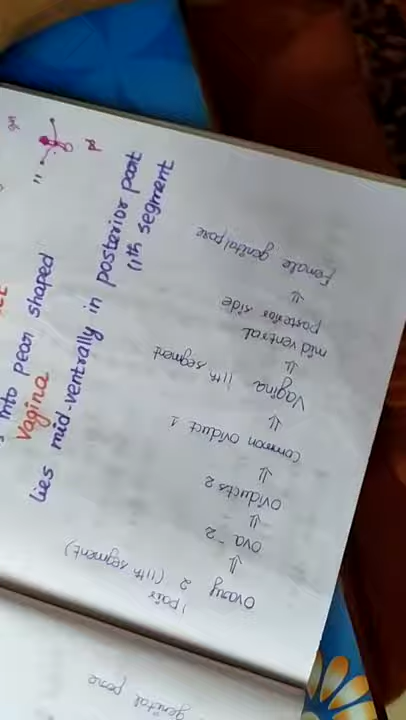 s into pear shaped
Vagina
lies mid-ventrally in posterior part
11th segment
11
1 pair
Ovary 2 (11th segment)
⇓
Ova - 2
⇓
Oviducts 2
⇓
Common oviduct 1
⇓
Vagina 11th segment
⇓
mid ventral
Posterior side
⇓
Female genital pore
genital pore